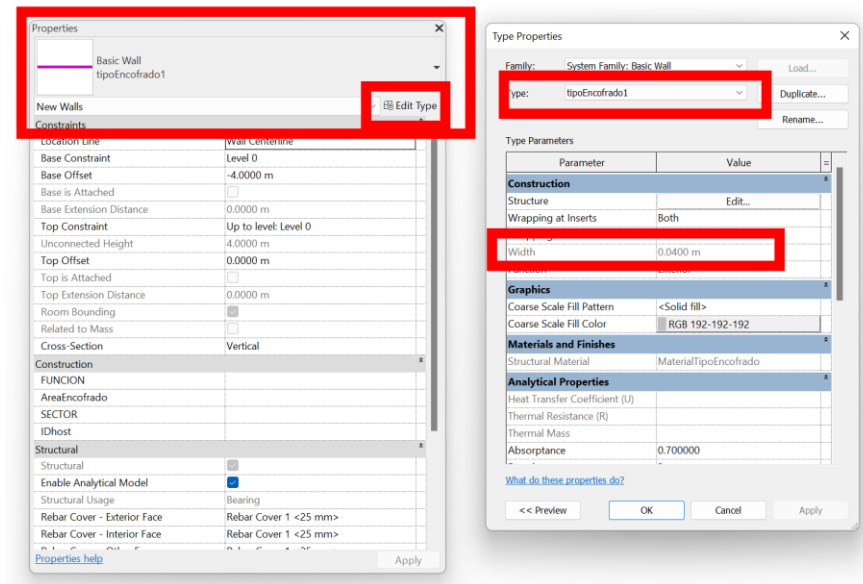 Properties
Basic Wall
tipoEncofrado1
New Walls
Edit Type
Constraints
Location Line Wall Centerline
Base Constraint Level 0
Base Offset -4.0000 m
Base is Attached
Base Extension Distance 0.0000 m
Top Constraint Up to level: Level 0
Unconnected Height 4.0000 m
Top Offset 0.0000 m
Top is Attached
Top Extension Distance 0.0000 m
Room Bounding
Related to Mass
Cross-Section Vertical
Construction
FUNCION
AreaEncofrado
SECTOR
IDhost
Structural
Structural
Enable Analytical Model
Structural Usage Bearing
Rebar Cover - Exterior Face Rebar Cover 1 <25 mm>
Rebar Cover - Interior Face Rebar Cover 1 <25 mm>
Properties help
Apply
Type Properties
Family: System Family: Basic Wall Load...
Type: tipoEncofrado1 Duplicate...
Rename...
Type Parameters
Parameter Value =
Construction
Structure Edit...
Wrapping at Inserts Both
Width 0.0400 m
Function Exterior
Graphics
Coarse Scale Fill Pattern <Solid fill>
Coarse Scale Fill Color RGB 192-192-192
Materials and Finishes
Structural Material MaterialTipoEncofrado
Analytical Properties
Heat Transfer Coefficient (U)
Thermal Resistance (R)
Thermal Mass
Absorptance 0.700000
What do these properties do?
<< Preview OK Cancel Apply